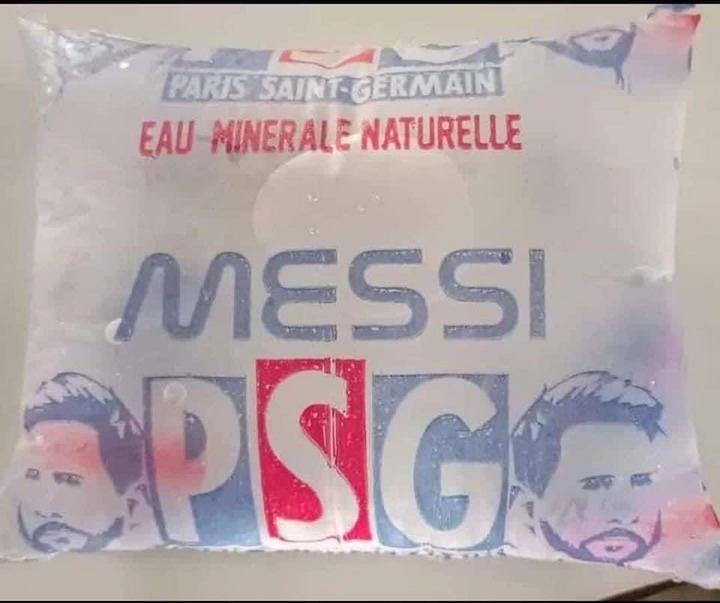 PARIS SAINT-GERMAIN
EAU MINERALE NATURELLE
MESSI
PSG